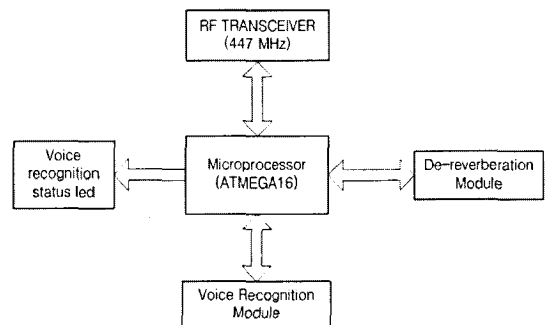 RF TRANSCEIVER
(447 MHz)
Voice
recognition
status led
Microprocessor
(ATMEGA16)
De-reverberation
Module
Voice Recognition
Module